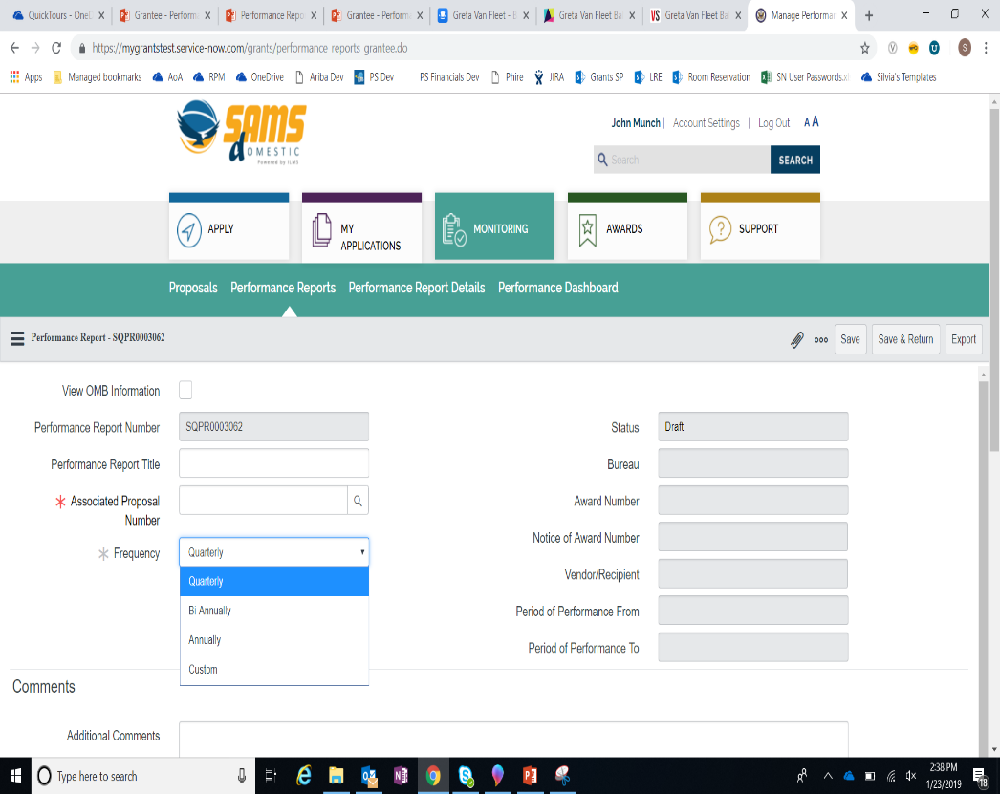 QuickTours - OneD
Grantee - Performa
Performance Repo
Grantee - Performa
Greta Van Fleet - B
Greta Van Fleet Ba
VS Greta Van Fleet Ba
Manage Performan
https://mygrantstest.service-now.com/grants/performance_reports_grantee.do
S
Apps Managed bookmarks AoA RPM OneDrive Ariba Dev PS Dev PS Financials Dev Phire JIRA Grants SP LRE Room Reservation SN User Passwords.xl Silvia's Templates
SAMS
dOMESTIC
Powered by ILMS
John Munch | Account Settings | Log Out A A
Search SEARCH
APPLY
MY APPLICATIONS
MONITORING
AWARDS
SUPPORT
Proposals Performance Reports Performance Report Details Performance Dashboard
Performance Report - SQPR0003062
Save Save & Return Export
View OMB Information
Performance Report Number SQPR0003062 Status Draft
Performance Report Title Bureau
Associated Proposal Award Number
Number
Notice of Award Number
Frequency Quarterly
Vendor/Recipient
Quarterly
Bi-Annually Period of Performance From
Annually Period of Performance To
Custom
Comments
Additional Comments
Type here to search
2:38 PM
1/23/2019
18